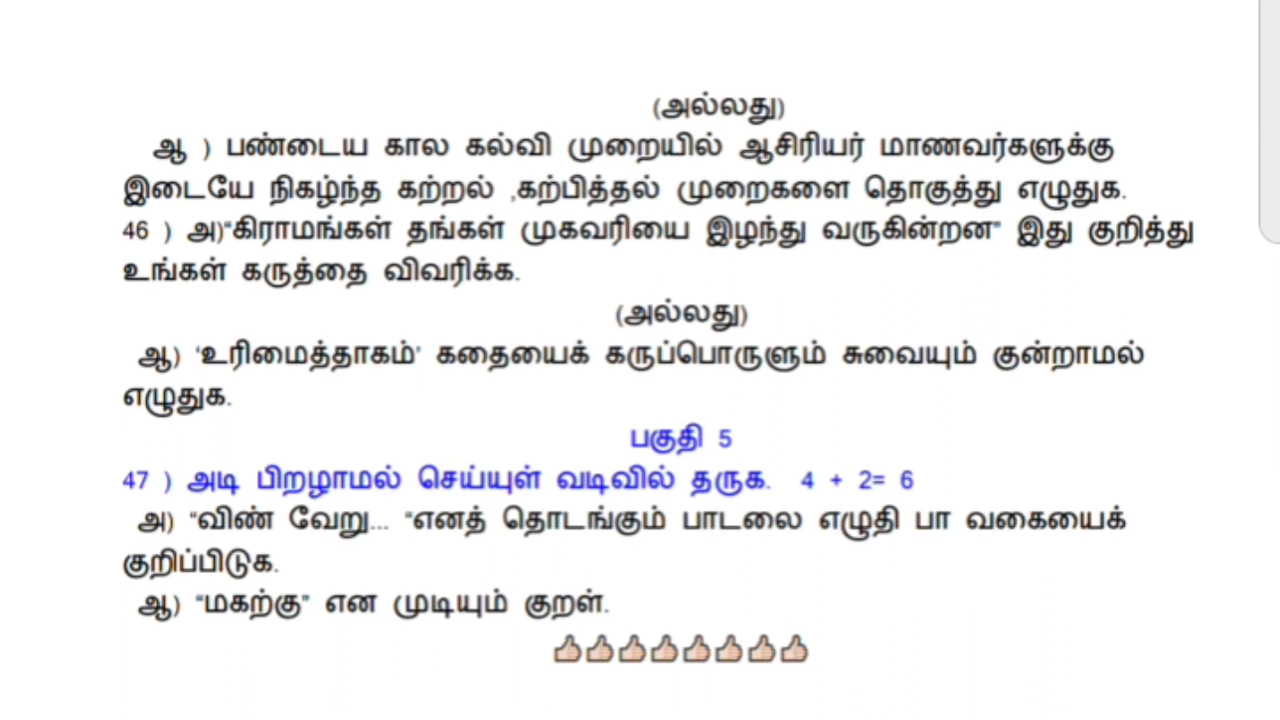 (அல்லது)
ஆ ) பண்டைய கால கல்வி முறையில் ஆசிரியர் மாணவர்களுக்கு
இடையே நிகழ்ந்த கற்றல் ,கற்பித்தல் முறைகளை தொகுத்து எழுதுக.
46 ) அ)“கிராமங்கள் தங்கள் முகவரியை இழந்து வருகின்றன” இது குறித்து
உங்கள் கருத்தை விவரிக்க.
(அல்லது)
ஆ) ‘உரிமைத்தாகம்’ கதையைக் கருப்பொருளும் சுவையும் குன்றாமல்
எழுதுக.
பகுதி 5
47 ) அடி பிறழாமல் செய்யுள் வடிவில் தருக. 4 + 2= 6
அ) “விண் வேறு... “எனத் தொடங்கும் பாடலை எழுதி பா வகையைக்
குறிப்பிடுக.
ஆ) “மகற்கு” என முடியும் குறள்.
👍👍👍👍👍👍👍👍